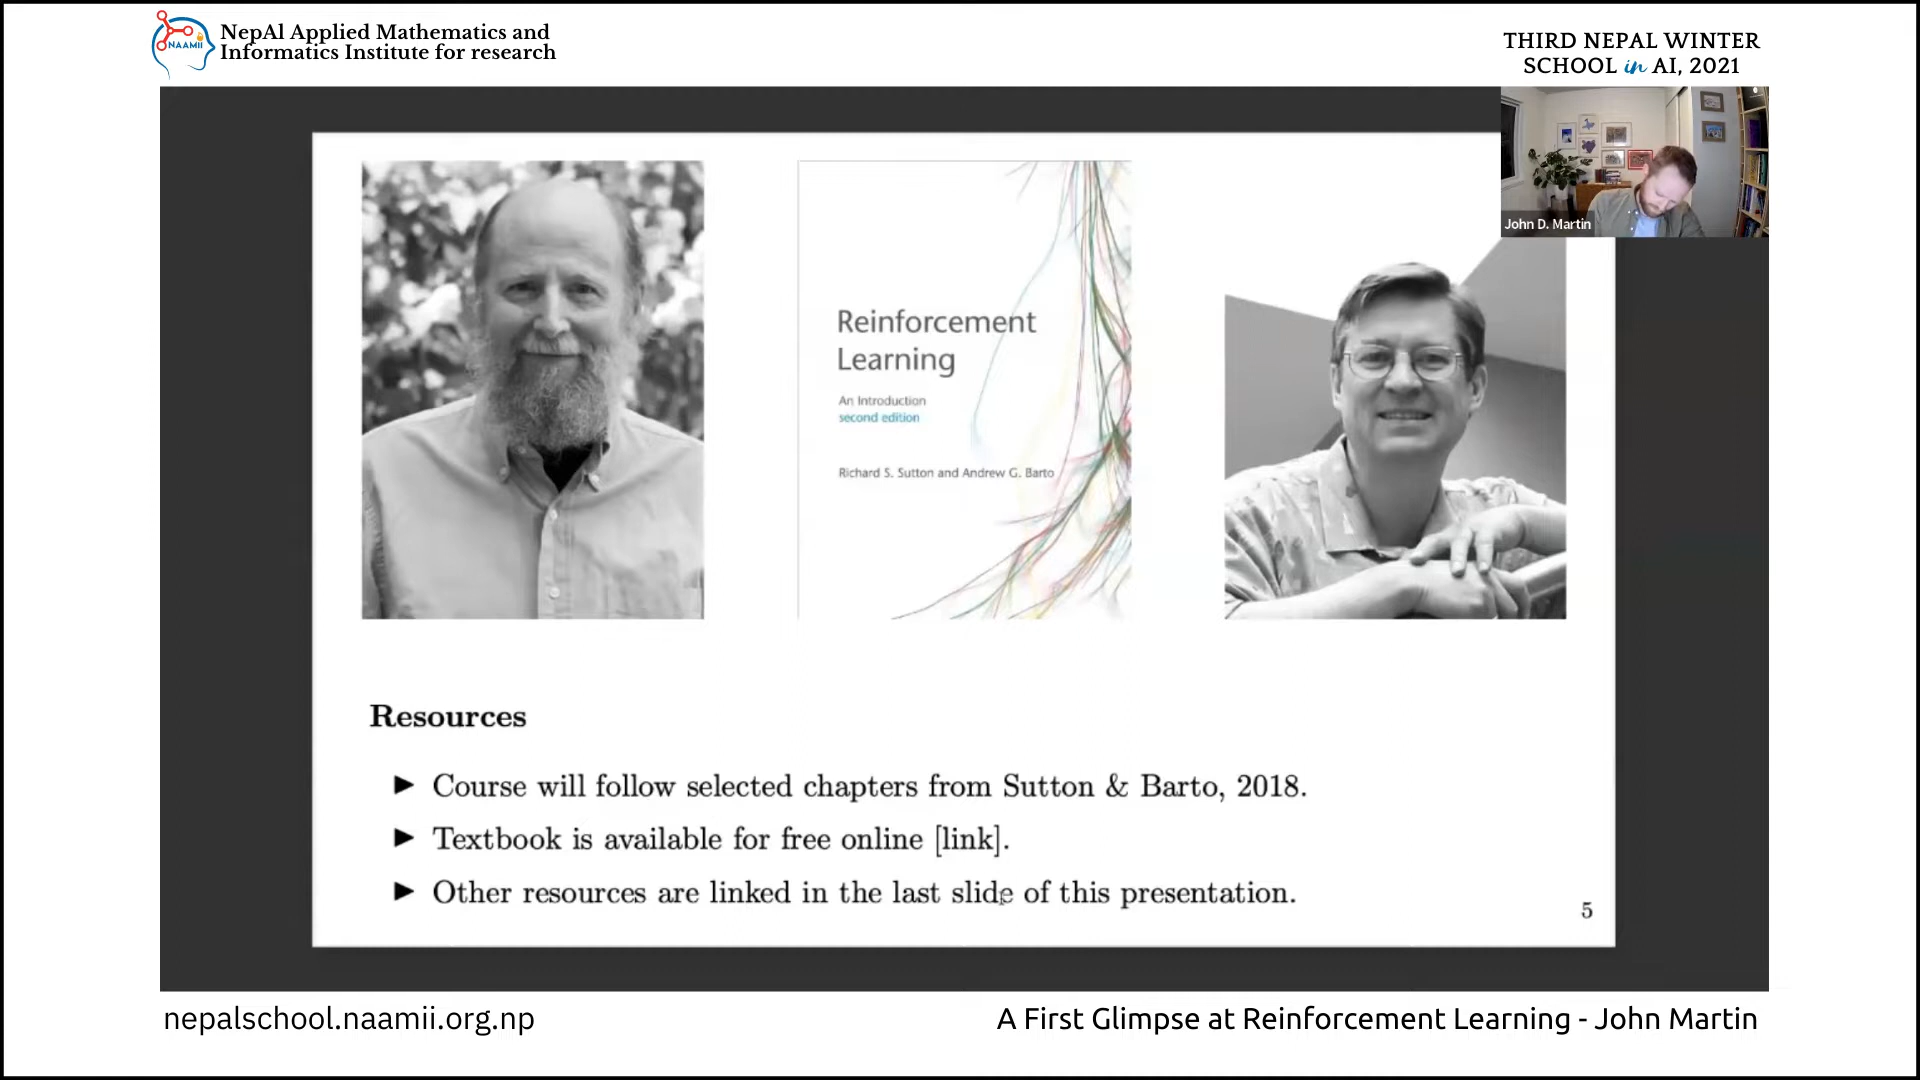 NAAMII
NepAl Applied Mathematics and
Informatics Institute for research
THIRD NEPAL WINTER
SCHOOL in AI, 2021
John D. Martin
Reinforcement
Learning
An Introduction
second edition
Richard S. Sutton and Andrew G. Barto
Resources
► Course will follow selected chapters from Sutton & Barto, 2018.
► Textbook is available for free online [link].
► Other resources are linked in the last slide of this presentation.
5
nepalschool.naamii.org.np
A First Glimpse at Reinforcement Learning - John Martin